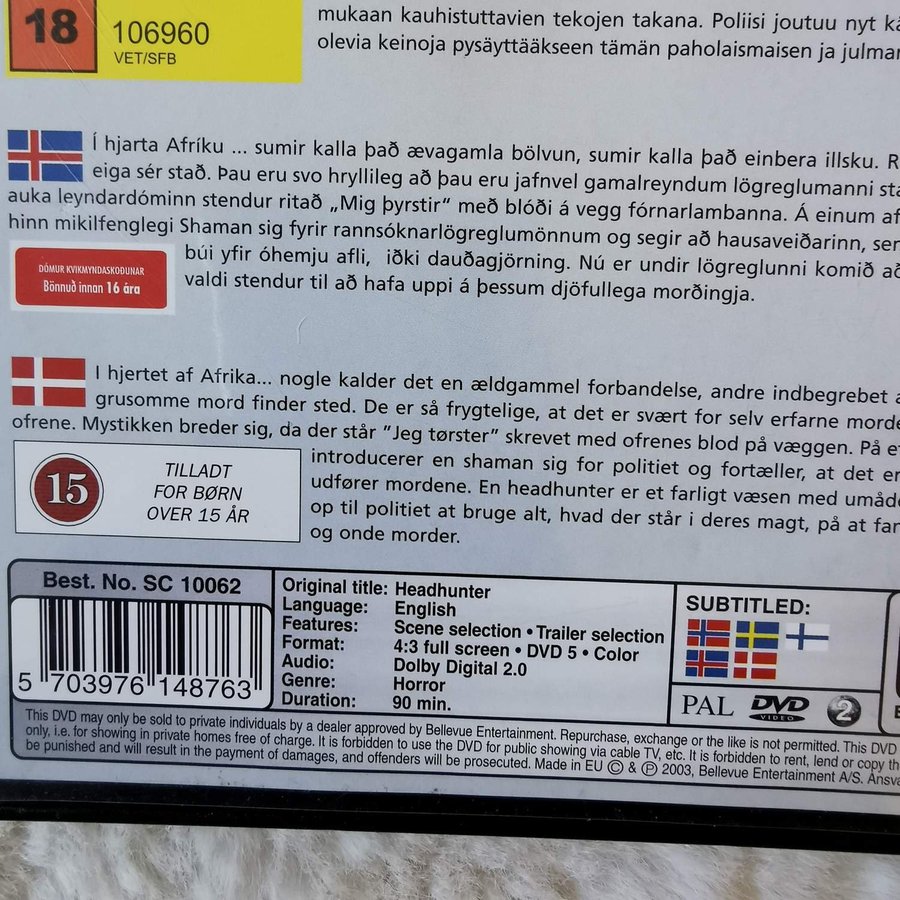 mukaan kauhistuttavien tekojen takana. Poliisi joutuu nyt
olevia keinoja pysäyttääkseen tämän paholaismaisen ja
18
106960
VET/SFB
Í hjarta Afríku ... sumir kalla það ævagamla bölvun, sumir kalla það einbera illsku.
eiga sér stað. Þau eru svo hryllileg að þau eru jafnvel gamalreyndum lögreglumanni
auka leyndardóminn stendur ritað „Mig þyrstir“ með blóði á vegg fórnarlambanna. Á einum
hinn mikilfenglegi Shaman sig fyrir rannsóknarlögreglumönnum og segir að hausaveiðarinn,
búi yfir óhemju afli, iðki dauðagjörning. Nú er undir lögreglunni komið
valdi stendur til að hafa uppi á þessum djöfullega morðingja.
DÓMUR KVIKMYNDASKOÐUNAR
Bönnuð innan 16 ára
I hjertet af Afrika... nogle kalder det en ældgammel forbandelse, andre indbegrebet
grusomme mord finder sted. De er så frygtelige, at det er svært for selv erfarne
ofrene. Mystikken breder sig, da der står ”Jeg tørster” skrevet med ofrenes blod på væggen. På
introducerer en shaman sig for politiet og fortæller, at det
udfører mordene. En headhunter er et farligt væsen med
op til politiet at bruge alt, hvad der står i deres magt, på at
og onde morder.
15
TILLADT
FOR BØRN
OVER 15 ÅR
Best. No. SC 10062
5 703976 148763
Original title: Headhunter
Language: English
Features: Scene selection • Trailer selection
Format: 4:3 full screen • DVD 5 • Color
Audio: Dolby Digital 2.0
Genre: Horror
Duration: 90 min.
SUBTITLED:
PAL DVD VIDEO 2
This DVD may only be sold to private individuals by a dealer approved by Bellevue Entertainment. Repurchase, exchange or the like is not permitted. This DVD
only, i.e. for showing in private homes free of charge. It is forbidden to use the DVD for public showing via cable TV, etc. It is forbidden to rent, lend or copy
be punished and will result in the payment of damages, and offenders will be prosecuted. Made in EU © & ℗ 2003, Bellevue Entertainment A/S.